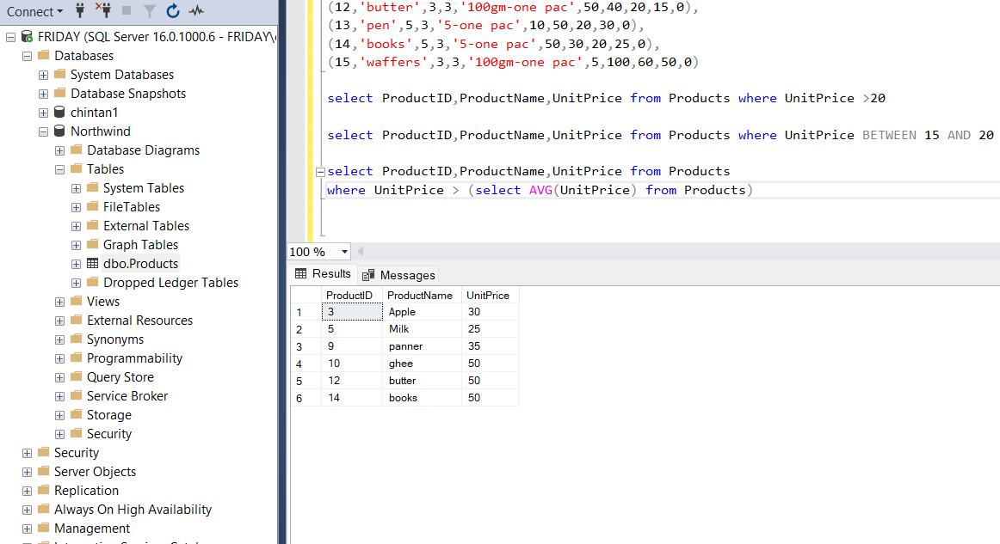 Connect
FRIDAY (SQL Server 16.0.1000.6 - FRIDAY\
Databases
System Databases
Database Snapshots
chintan1
Northwind
Database Diagrams
Tables
System Tables
FileTables
External Tables
Graph Tables
dbo.Products
Dropped Ledger Tables
Views
External Resources
Synonyms
Programmability
Query Store
Service Broker
Storage
Security
Security
Server Objects
Replication
Always On High Availability
Management
(12,'butter',3,3,'100gm-one pac',50,40,20,15,0),
(13,'pen',5,3,'5-one pac',10,50,20,30,0),
(14,'books',5,3,'5-one pac',50,30,20,25,0),
(15,'waffers',3,3,'100gm-one pac',5,100,60,50,0)
select ProductID,ProductName,UnitPrice from Products where UnitPrice >20
select ProductID,ProductName,UnitPrice from Products where UnitPrice BETWEEN 15 AND 20
select ProductID,ProductName,UnitPrice from Products
where UnitPrice > (select AVG(UnitPrice) from Products)
100 %
Results Messages
ProductID ProductName UnitPrice
1 3 Apple 30
2 5 Milk 25
3 9 panner 35
4 10 ghee 50
5 12 butter 50
6 14 books 50